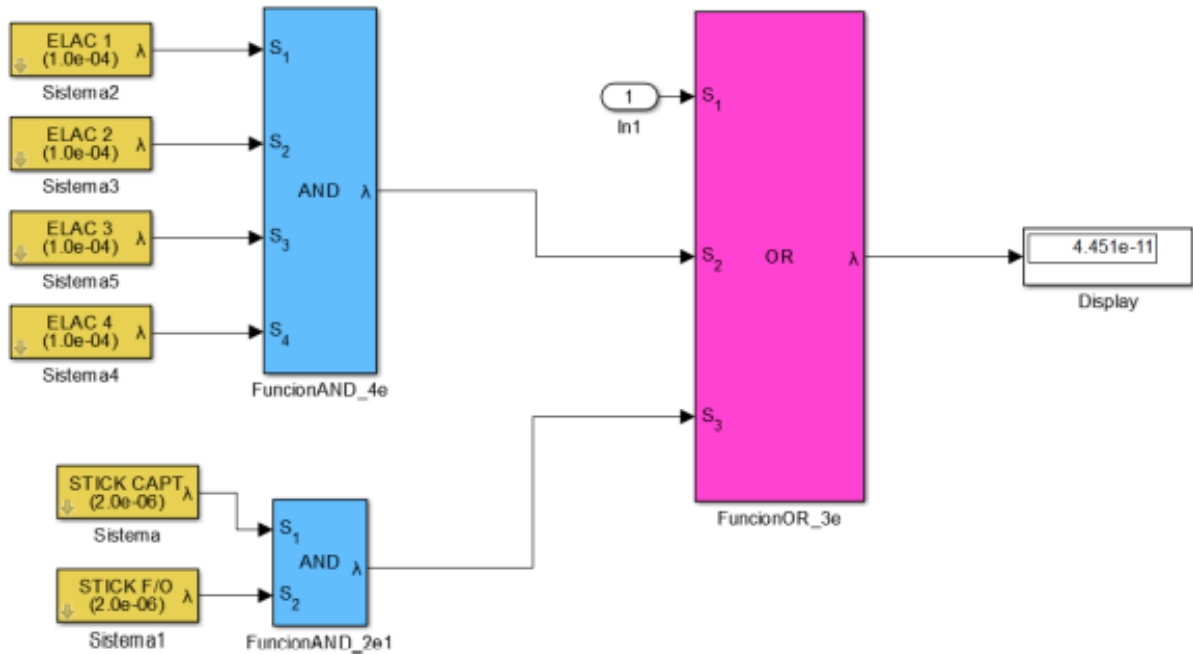 ELAC 1
(1.0e-04)
λ
Sistema2
ELAC 2
(1.0e-04)
λ
Sistema3
ELAC 3
(1.0e-04)
λ
Sistema5
ELAC 4
(1.0e-04)
λ
Sistema4
S1
S2
S3
S4
AND
λ
FuncionAND_4e
STICK CAPT
(2.0e-06)
λ
Sistema
STICK F/O
(2.0e-06)
λ
Sistema1
S1
S2
AND
λ
FuncionAND_2e1
1
In1
S1
S2
S3
OR
λ
FuncionOR_3e
4.451e-11
Display